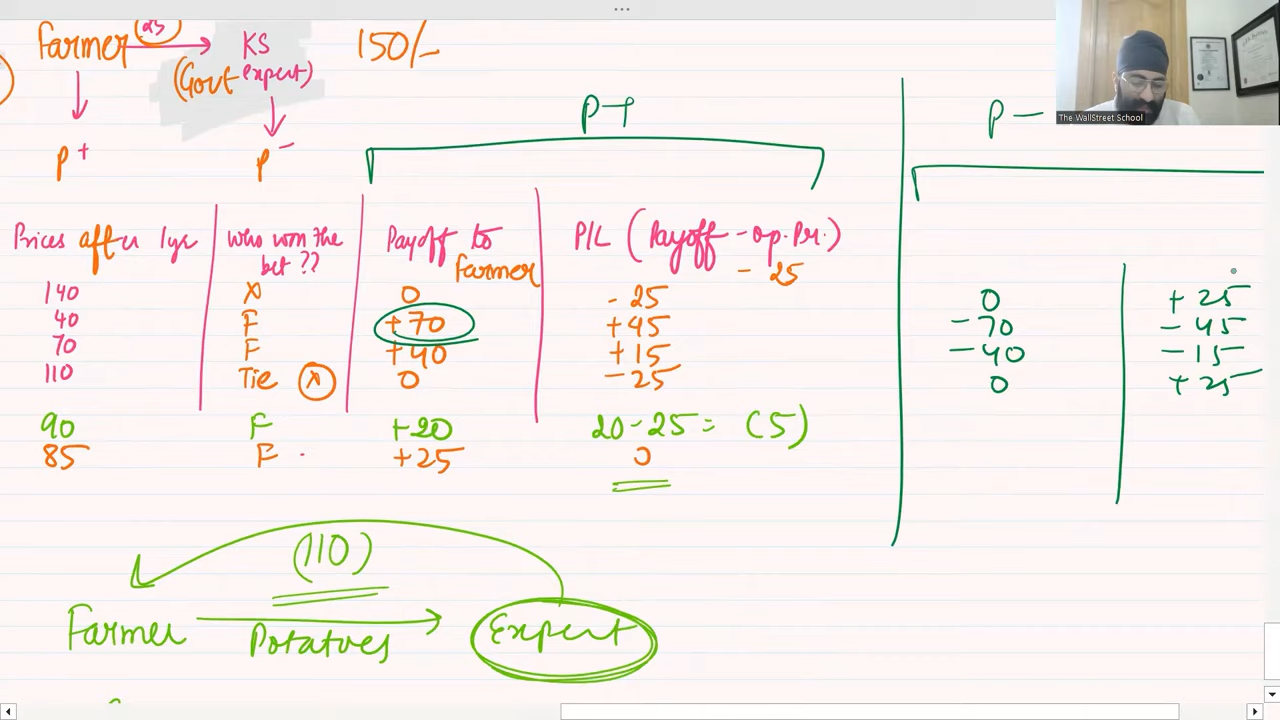 Farmer 25 KS 150/-
(Govt expert)
P+ P-
P+
P-
The WallStreet School
Prices after 1yr Who won the bet ?? Payoff to farmer P/L (Payoff - op. Pr.)
- 25
140 X 0 - 25 0 + 25
40 F +70 +45 - 70 - 45
70 F +40 +15 - 40 - 15
110 Tie X 0 - 25 0 + 25
90 F +20 20 - 25 = (5)
85 F +25 0
(110)
Farmer Potatoes Expert